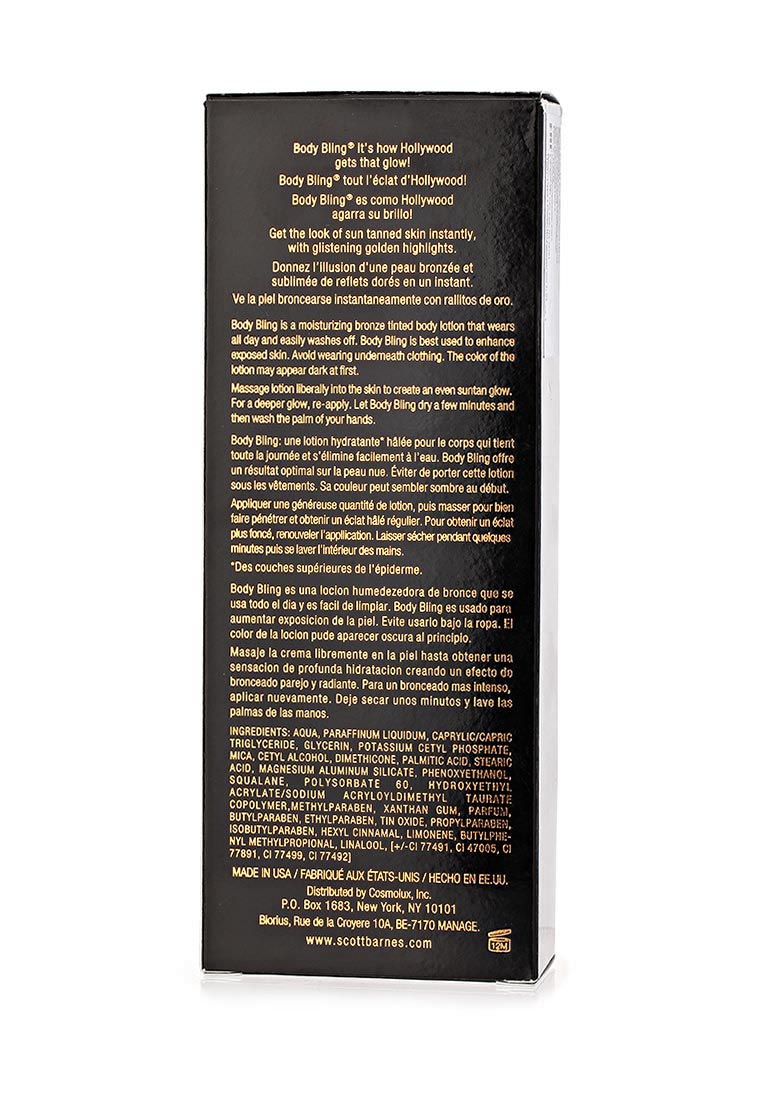 Body Bling® It's how Hollywood
gets that glow!
Body Bling® tout l'éclat d'Hollywood!
Body Bling® es como Hollywood
agarra su brillo!
Get the look of sun tanned skin instantly,
with glistening golden highlights.
Donnez l'illusion d'une peau bronzée et
sublimée de reflets dorés en un instant.
Ve la piel broncearse instantaneamente con rallitos de oro.
Body Bling is a moisturizing bronze tinted body lotion that wears
all day and easily washes off. Body Bling is best used to enhance
exposed skin. Avoid wearing underneath clothing. The color of the
lotion may appear dark at first.
Massage lotion liberally into the skin to create an even suntan glow.
For a deeper glow, re-apply. Let Body Bling dry a few minutes and
then wash the palm of your hands.
Body Bling: une lotion hydratante* hâlée pour le corps qui tient
toute la journée et s'élimine facilement à l'eau. Body Bling offre
un résultat optimal sur la peau nue. Éviter de porter cette lotion
sous les vêtements. Sa couleur peut sembler sombre au début.
Appliquer une généreuse quantité de lotion, puis masser pour bien
faire pénétrer et obtenir un éclat hâlé régulier. Pour obtenir un éclat
plus foncé, renouveler l'appllication. Laisser sécher pendant quelques
minutes puis se laver l'intérieur des mains.
*Des couches supérieures de l'épiderme.
Body Bling es una locion humedezedora de bronce que se
usa todo el dia y es facil de limpiar. Body Bling es usado para
aumentar exposicion de la piel. Evite usarlo bajo la ropa. El
color de la locion pude aparecer oscura al principio.
Masaje la crema libremente en la piel hasta obtener una
sensacion de profunda hidratacion creando un efecto de
bronceado parejo y radiante. Para un bronceado mas intenso,
aplicar nuevamente. Deje secar unos minutos y lave las
palmas de las manos.
INGREDIENTS: AQUA, PARAFFINUM LIQUIDUM, CAPRYLIC/CAPRIC
TRIGLYCERIDE, GLYCERIN, POTASSIUM CETYL PHOSPHATE,
MICA, CETYL ALCOHOL, DIMETHICONE, PALMITIC ACID, STEARIC
ACID, MAGNESIUM ALUMINUM SILICATE, PHENOXYETHANOL,
SQUALANE, POLYSORBATE 60, HYDROXYETHYL
ACRYLATE/SODIUM ACRYLOYLDIMETHYL TAURATE
COPOLYMER,METHYLPARABEN, XANTHAN GUM, PARFUM,
BUTYLPARABEN, ETHYLPARABEN, TIN OXIDE, PROPYLPARABEN,
ISOBUTYLPARABEN, HEXYL CINNAMAL, LIMONENE, BUTYLPHE-
NYL METHYLPROPIONAL, LINALOOL, [+/-CI 77491, CI 47005, CI
77891, CI 77499, CI 77492]
MADE IN USA / FABRIQUÉ AUX ÉTATS-UNIS / HECHO EN EE.UU.
Distributed by Cosmolux, Inc.
P.O. Box 1683, New York, NY 10101
Biorius, Rue de la Croyere 10A, BE-7170 MANAGE.
www.scottbarnes.com
12M